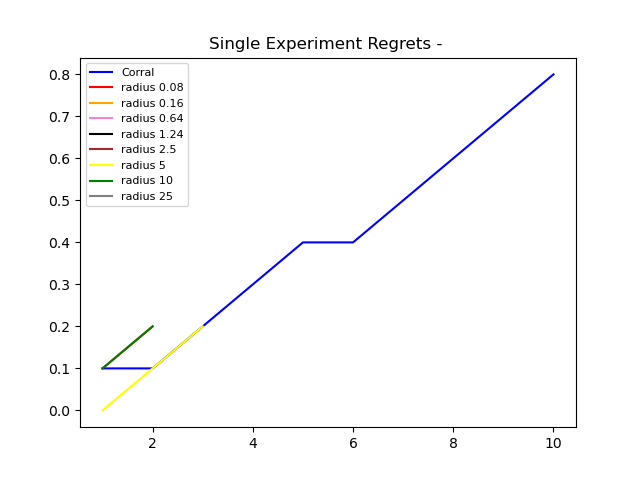 Single Experiment Regrets -
Corral
radius 0.08
radius 0.16
radius 0.64
radius 1.24
radius 2.5
radius 5
radius 10
radius 25
0.8
0.7
0.6
0.5
0.4
0.3
0.2
0.1
0.0
2 4 6 8 10